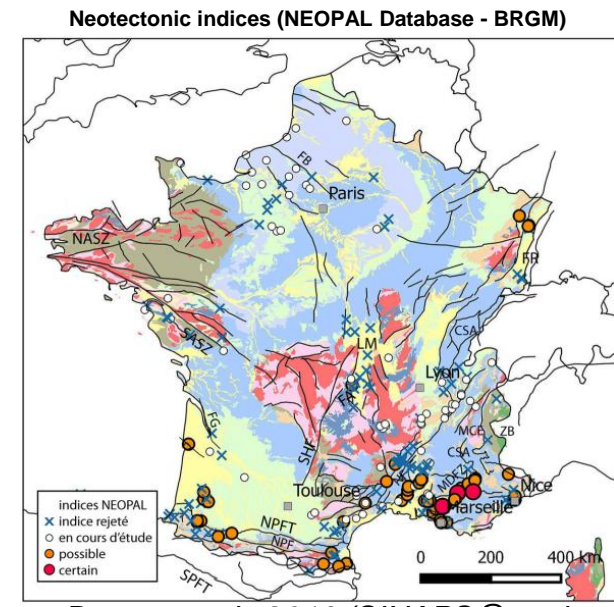 Neotectonic indices (NEOPAL Database - BRGM)
FB
Paris
NASZ
FR
SASZ
CSA
LM
Lyon
FG
SHF
MCE
ZB
CSA
MDFZ
Toulouse
Nice
Marseille
NPFT
NPF
SPFT
indices NEOPAL
indice rejeté
en cours d'étude
possible
certain
0 200 400 km